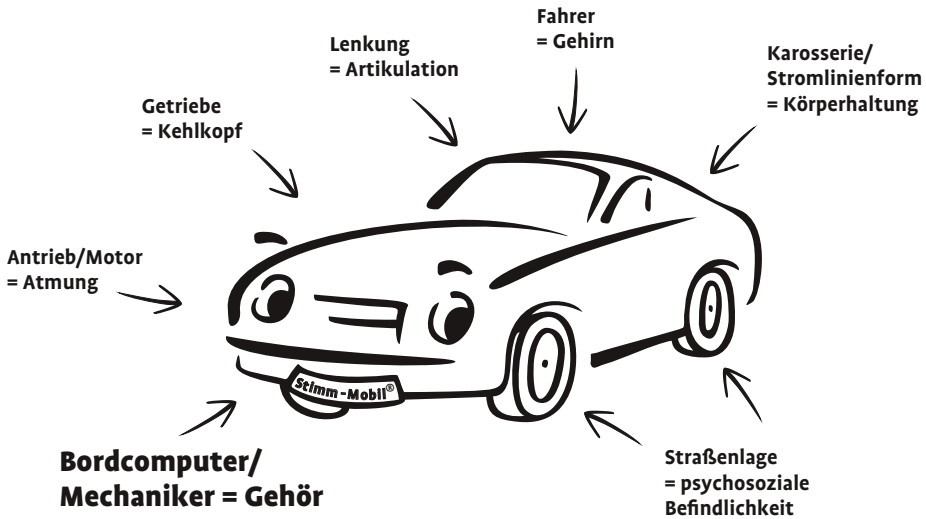 Fahrer
= Gehirn
Lenkung
= Artikulation
Karosserie/
Stromlinienform
= Körperhaltung
Getriebe
= Kehlkopf
Antrieb/Motor
= Atmung
Stimm-Mobil®
Bordcomputer/
Mechaniker = Gehör
Straßenlage
= psychosoziale
Befindlichkeit